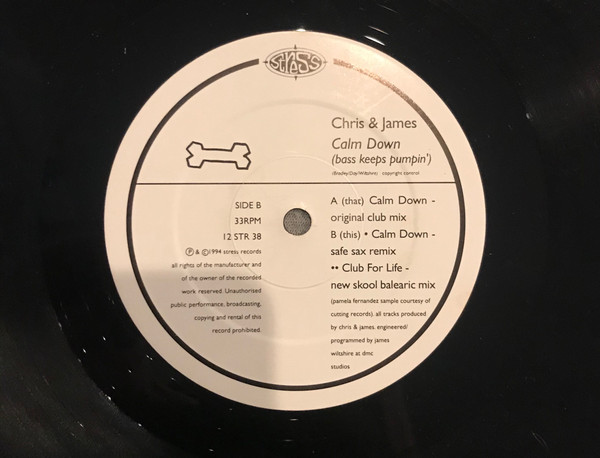 stress
Chris & James
Calm Down
(bass keeps pumpin')
(Bradley/Day/Wiltshire) copyright control
SIDE B
33RPM
12 STR 38
℗ & ©1994 stress records
all rights of the manufacturer and
of the owner of the recorded
work reserved. Unauthorised
public performance, broadcasting,
copying and rental of this
record prohibited.
A (that) Calm Down -
original club mix
B (this) • Calm Down -
safe sax remix
•• Club For Life -
new skool balearic mix
(pamela fernandez sample courtesy of
cutting records). all tracks produced
by chris & james. engineered/
programmed by james
wiltshire at dmc
studios